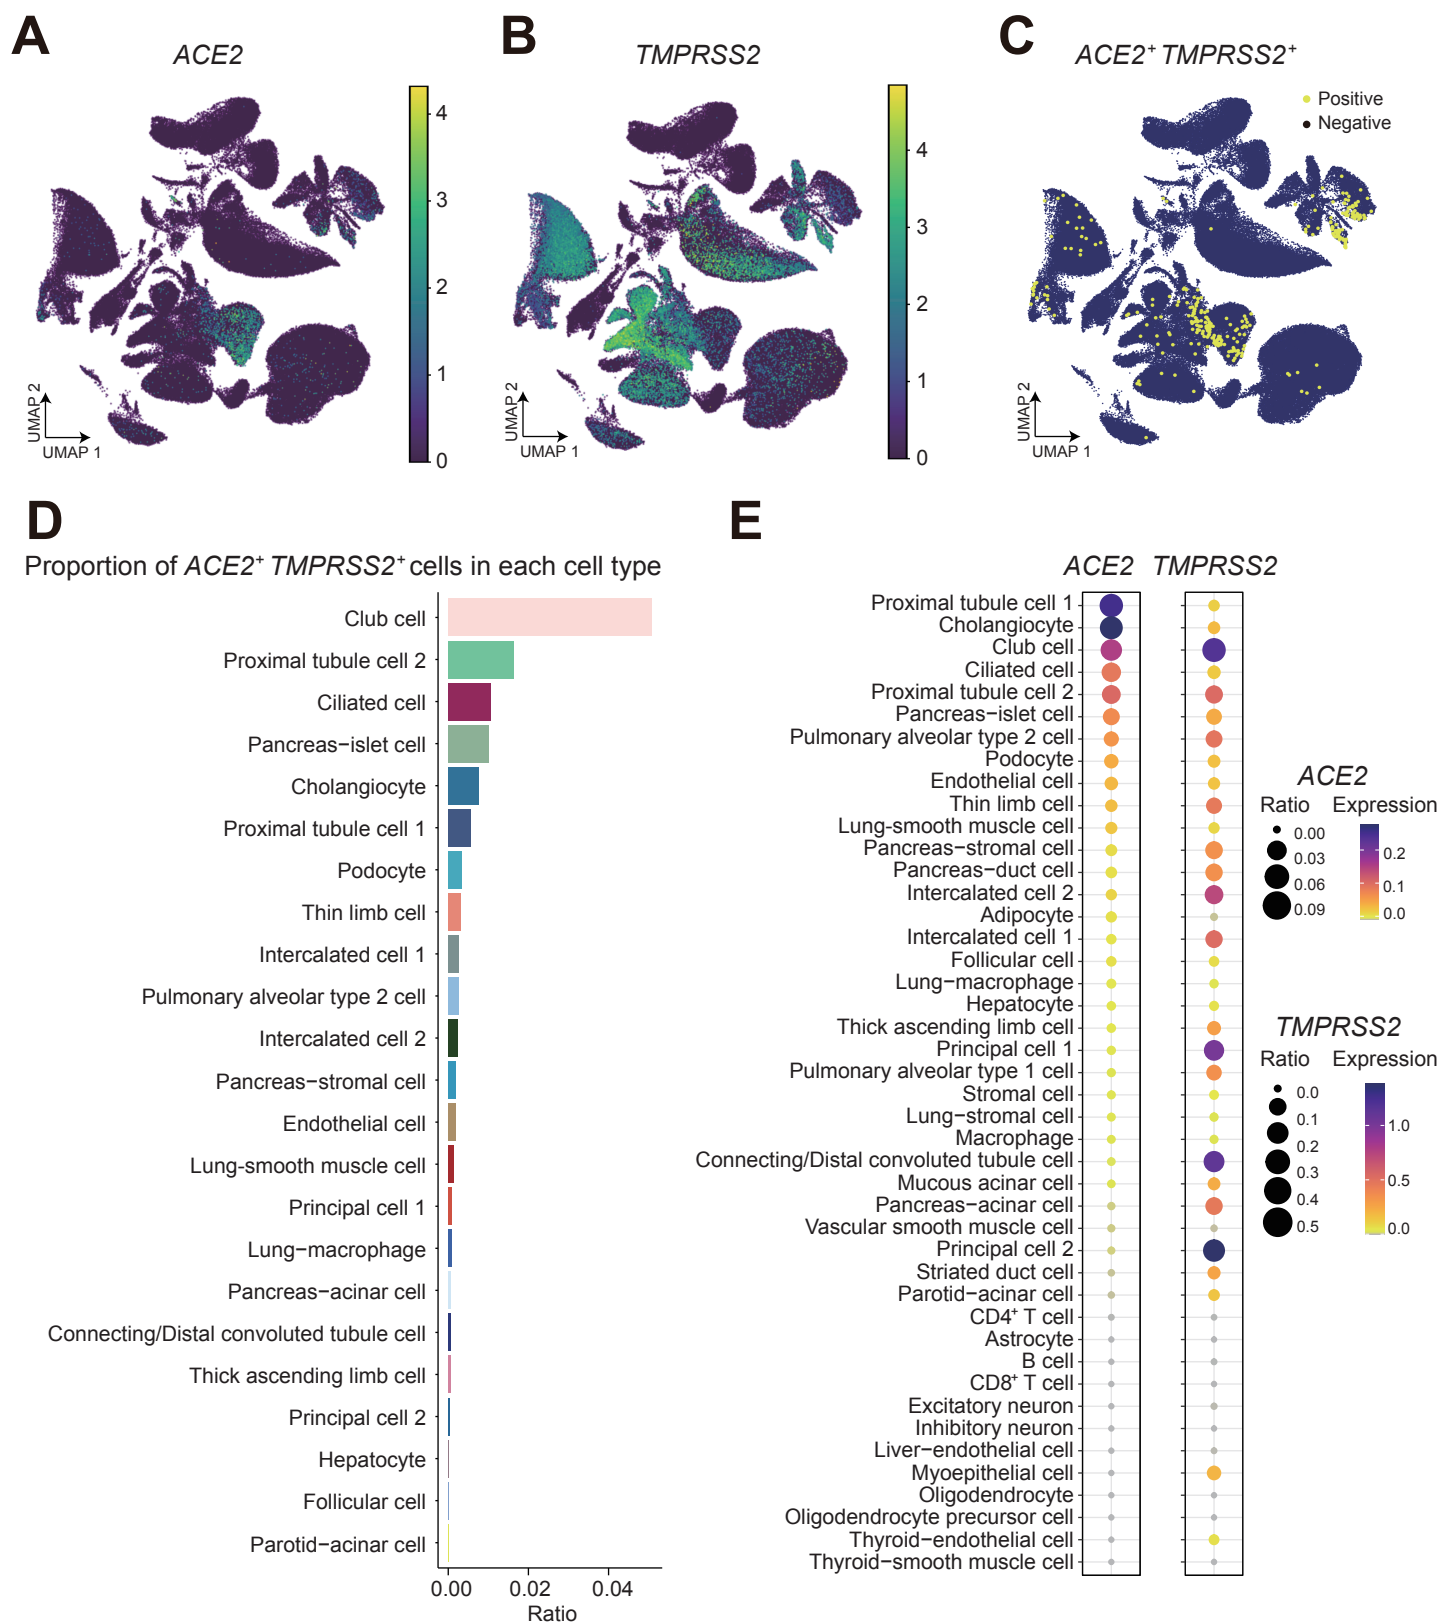 A
ACE2
4
3
2
1
0
UMAP 2
UMAP 1
B
TMPRSS2
4
3
2
1
0
UMAP 2
UMAP 1
C
ACE2⁺ TMPRSS2⁺
Positive
Negative
UMAP 2
UMAP 1
D
Proportion of ACE2⁺ TMPRSS2⁺ cells in each cell type
Club cell
Proximal tubule cell 2
Ciliated cell
Pancreas−islet cell
Cholangiocyte
Proximal tubule cell 1
Podocyte
Thin limb cell
Intercalated cell 1
Pulmonary alveolar type 2 cell
Intercalated cell 2
Pancreas−stromal cell
Endothelial cell
Lung-smooth muscle cell
Principal cell 1
Lung−macrophage
Pancreas−acinar cell
Connecting/Distal convoluted tubule cell
Thick ascending limb cell
Principal cell 2
Hepatocyte
Follicular cell
Parotid−acinar cell
0.00 0.02 0.04
Ratio
E
ACE2 TMPRSS2
Proximal tubule cell 1
Cholangiocyte
Club cell
Ciliated cell
Proximal tubule cell 2
Pancreas−islet cell
Pulmonary alveolar type 2 cell
Podocyte
Endothelial cell
Thin limb cell
Lung-smooth muscle cell
Pancreas−stromal cell
Pancreas−duct cell
Intercalated cell 2
Adipocyte
Intercalated cell 1
Follicular cell
Lung−macrophage
Hepatocyte
Thick ascending limb cell
Principal cell 1
Pulmonary alveolar type 1 cell
Stromal cell
Lung−stromal cell
Macrophage
Connecting/Distal convoluted tubule cell
Mucous acinar cell
Pancreas−acinar cell
Vascular smooth muscle cell
Principal cell 2
Striated duct cell
Parotid−acinar cell
CD4⁺ T cell
Astrocyte
B cell
CD8⁺ T cell
Excitatory neuron
Inhibitory neuron
Liver−endothelial cell
Myoepithelial cell
Oligodendrocyte
Oligodendrocyte precursor cell
Thyroid−endothelial cell
Thyroid−smooth muscle cell
ACE2
Ratio Expression
0.00
0.03
0.06
0.09
0.2
0.1
0.0
TMPRSS2
Ratio Expression
0.0
0.1
0.2
0.3
0.4
0.5
1.0
0.5
0.0